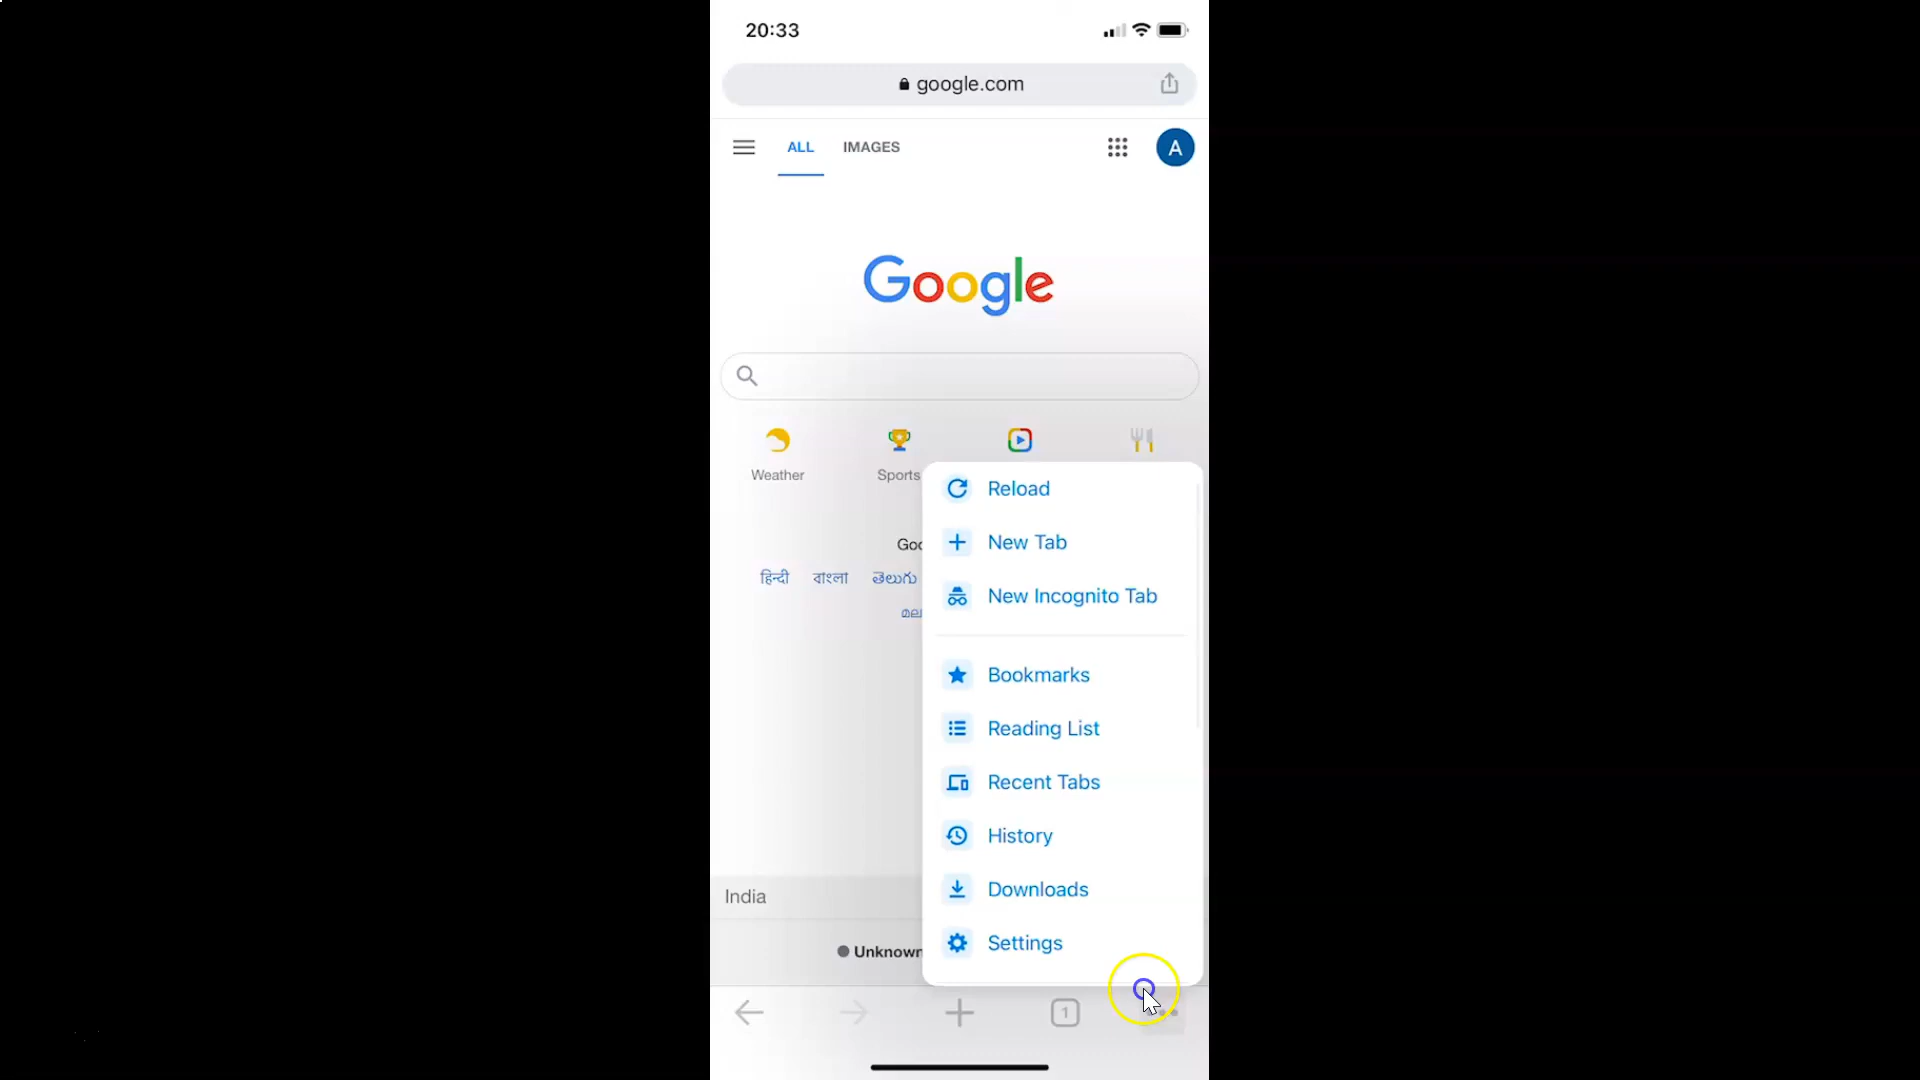 20:33
google.com
ALL IMAGES
A
Google
Weather
Sports
Reload
New Tab
New Incognito Tab
हिन्दी বাংলা తెలుగు
Bookmarks
Reading List
Recent Tabs
History
Downloads
India
Settings
Unknown
1